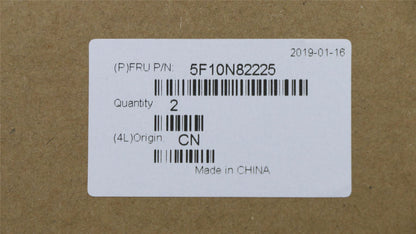 2019-01-16
(P)FRU P/N: 5F10N82225
Quantity 2
(4L)Origin CN
Made in CHINA